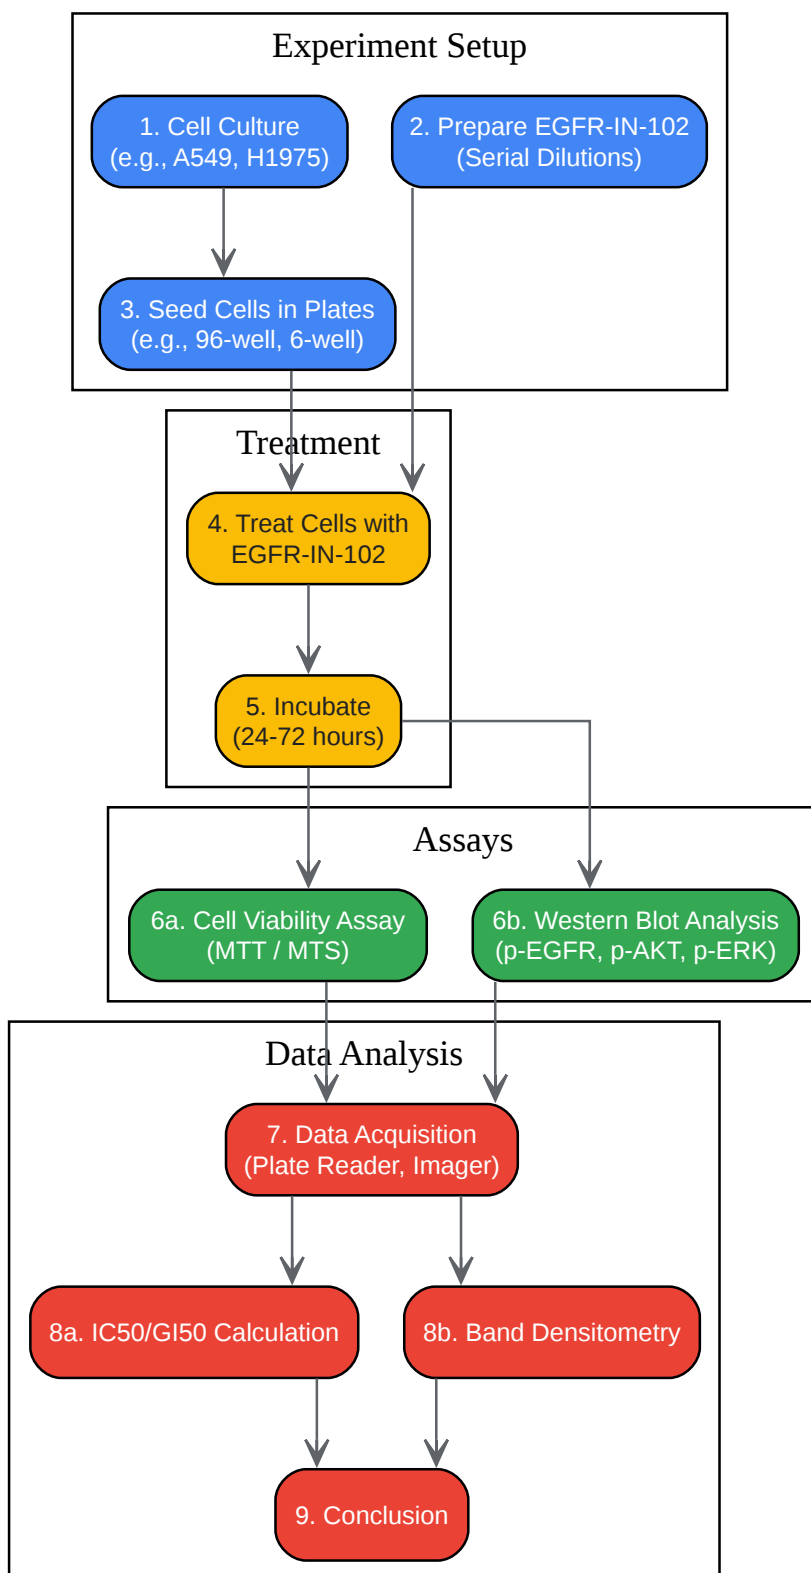 Experiment Setup
1. Cell Culture
(e.g., A549, H1975)
2. Prepare EGFR-IN-102
(Serial Dilutions)
3. Seed Cells in Plates
(e.g., 96-well, 6-well)
Treatment
4. Treat Cells with
EGFR-IN-102
5. Incubate
(24-72 hours)
Assays
6a. Cell Viability Assay
(MTT / MTS)
6b. Western Blot Analysis
(p-EGFR, p-AKT, p-ERK)
Data Analysis
7. Data Acquisition
(Plate Reader, Imager)
8a. IC50/GI50 Calculation
8b. Band Densitometry
9. Conclusion